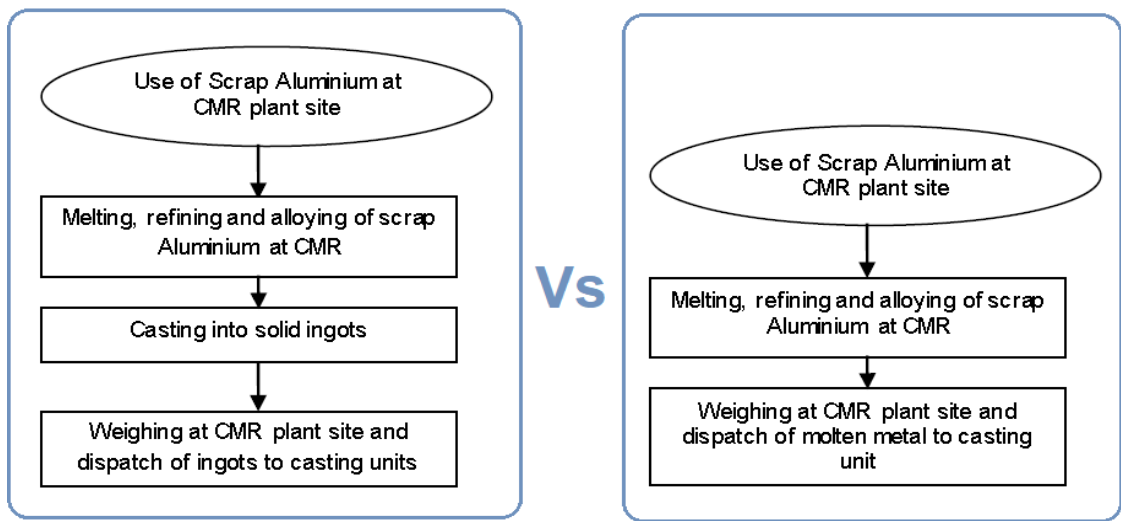 Use of Scrap Aluminium at
CMR plant site
Melting, refining and alloying of scrap
Aluminium at CMR
Casting into solid ingots
Weighing at CMR plant site and
dispatch of ingots to casting units
Vs
Use of Scrap Aluminium at
CMR plant site
Melting, refining and alloying of scrap
Aluminium at CMR
Weighing at CMR plant site and
dispatch of molten metal to casting
unit